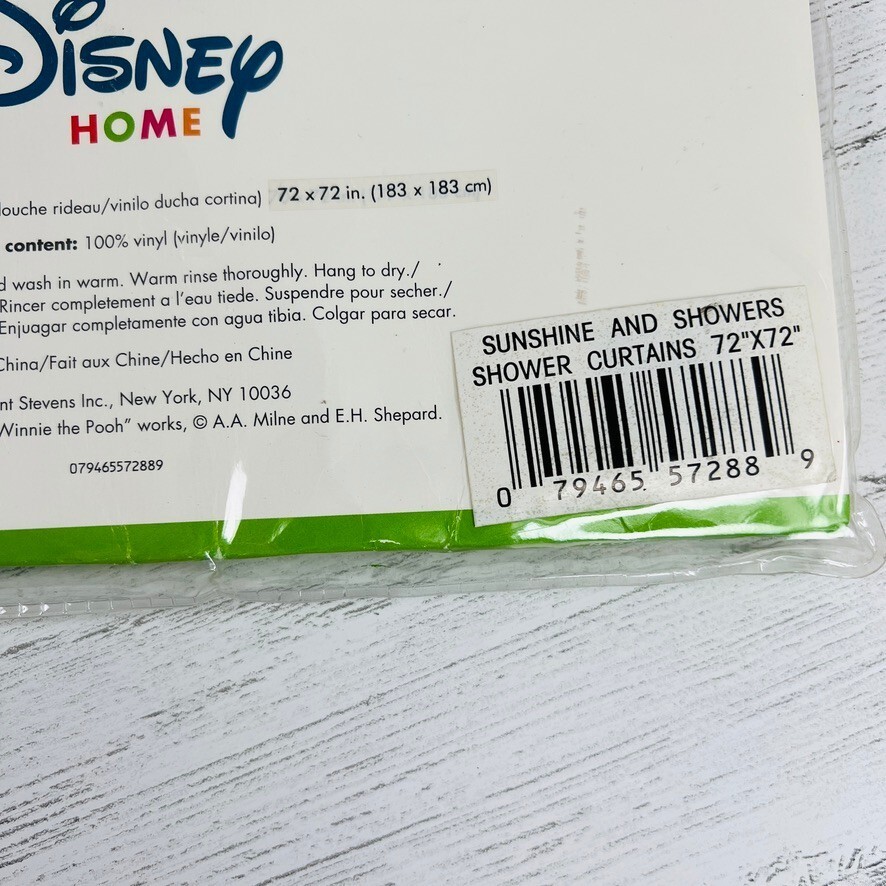 Disney
HOME
douche rideau/vinilo ducha cortina) 72 x 72 in. (183 x 183 cm)
content: 100% vinyl (vinyle/vinilo)
wash in warm. Warm rinse thoroughly. Hang to dry./
Rincer completement a l'eau tiede. Suspendre pour secher./
Enjuagar completamente con agua tibia. Colgar para secar.
China/Fait aux Chine/Hecho en Chine
nt Stevens Inc., New York, NY 10036
Winnie the Pooh" works, © A.A. Milne and E.H. Shepard.
079465572889
SUNSHINE AND SHOWERS
SHOWER CURTAINS 72"X72"
0 79465 57288 9